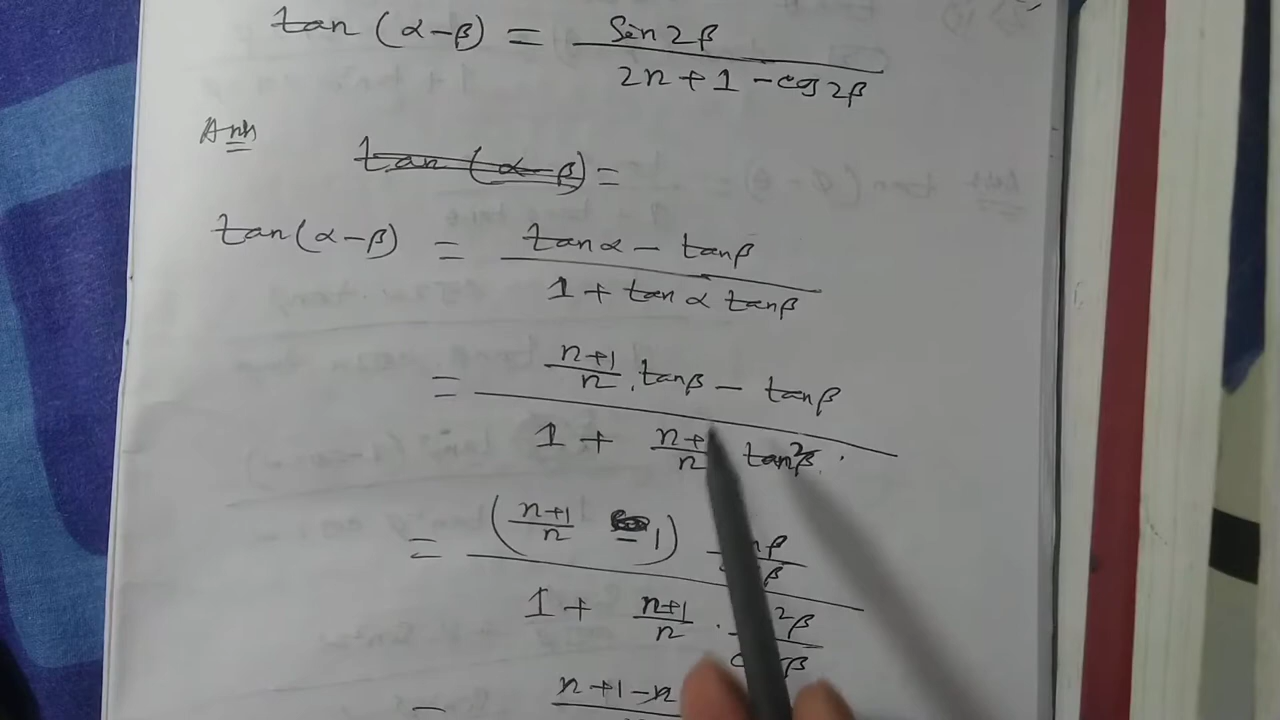 tan (α-β) = Sin 2β / 2n + 1 - cos 2β
Ans
tan (α-β) =
tan (α-β) = tanα - tanβ / 1 + tan α tanβ
= n+1/n . tanβ - tanβ / 1 + n+1/n tan²β .
= (n+1/n - 1) / 1 + n+1/n .
= n+1-n